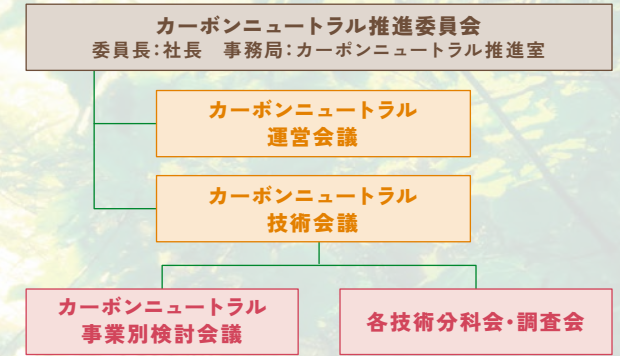 カーボンニュートラル推進委員会
委員長:社長 事務局:カーボンニュートラル推進室
カーボンニュートラル
運営会議
カーボンニュートラル
技術会議
カーボンニュートラル
事業別検討会議
各技術分科会・調査会